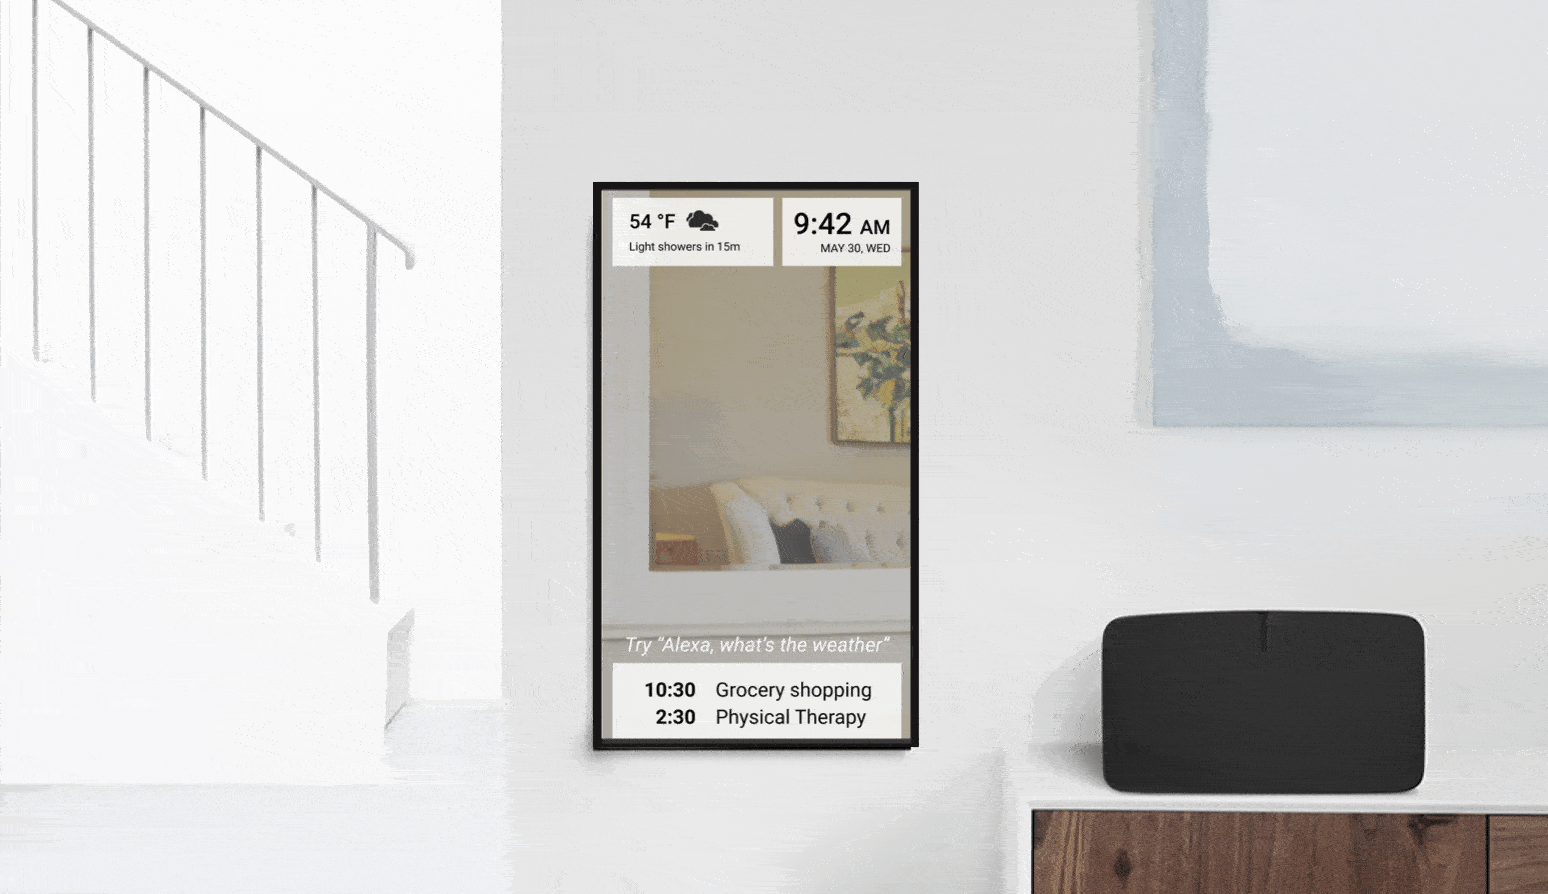 54 °F
Light showers in 15m
9:42 AM
MAY 30, WED
Try “Alexa, what’s the weather“
10:30 Grocery shopping
2:30 Physical Therapy